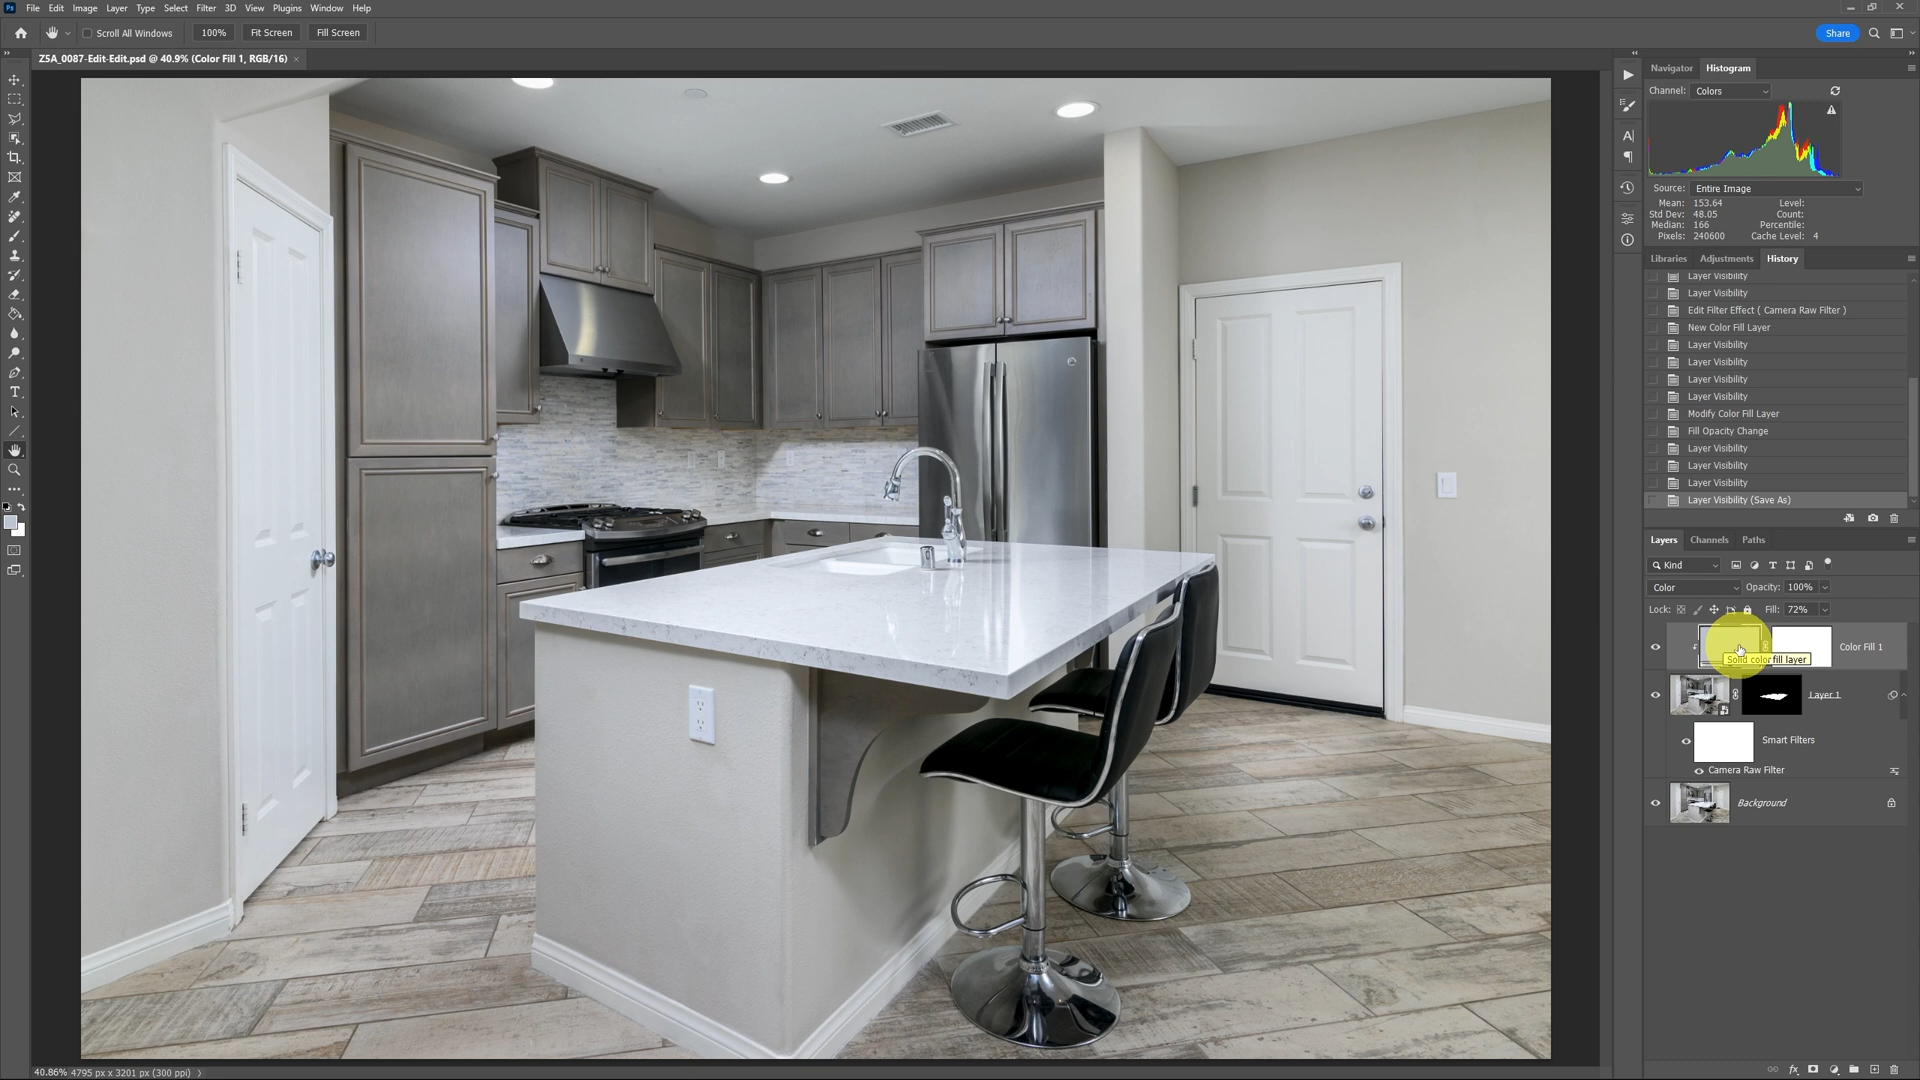 Ps File Edit Image Layer Type Select Filter 3D View Plugins Window Help
Scroll All Windows 100% Fit Screen Fill Screen Share
Z5A_0087-Edit-Edit.psd @ 40.9% (Color Fill 1, RGB/16) ×
Navigator Histogram
Channel: Colors
Source: Entire Image
Mean: 153.64 Level:
Std Dev: 48.05 Count:
Median: 166 Percentile:
Pixels: 240600 Cache Level: 4
Libraries Adjustments History
Layer Visibility
Layer Visibility
Edit Filter Effect ( Camera Raw Filter )
New Color Fill Layer
Layer Visibility
Layer Visibility
Layer Visibility
Layer Visibility
Modify Color Fill Layer
Fill Opacity Change
Layer Visibility
Layer Visibility
Layer Visibility
Layer Visibility (Save As)
Layers Channels Paths
Kind
Color Opacity: 100%
Lock: Fill: 72%
Color Fill 1
Solid color fill layer
Layer 1
Smart Filters
Camera Raw Filter
Background
40.86% 4795 px x 3201 px (300 ppi)